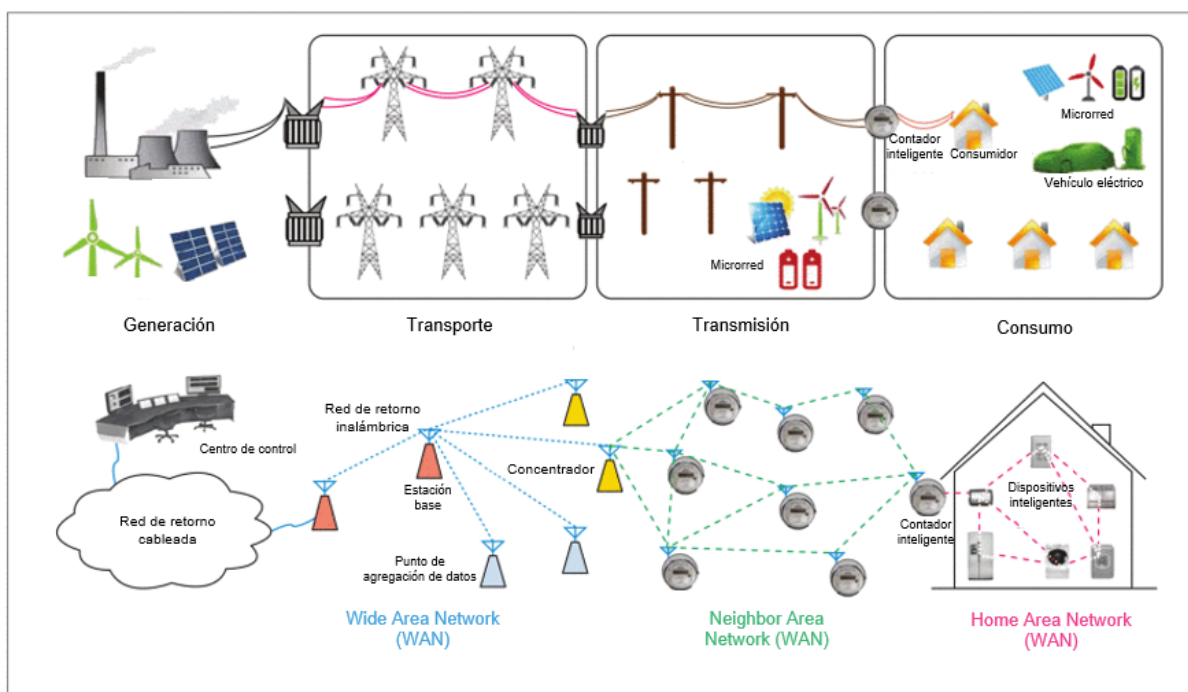 Contador
inteligente
Consumidor
Microrred
Vehículo eléctrico
Microrred
Generación
Transporte
Transmisión
Consumo
Centro de control
Red de retorno
cableada
Red de retorno
inalámbrica
Estación
base
Concentrador
Punto de
agregación de datos
Contador
inteligente
Dispositivos
inteligentes
Wide Area Network
(WAN)
Neighbor Area
Network (WAN)
Home Area Network
(WAN)